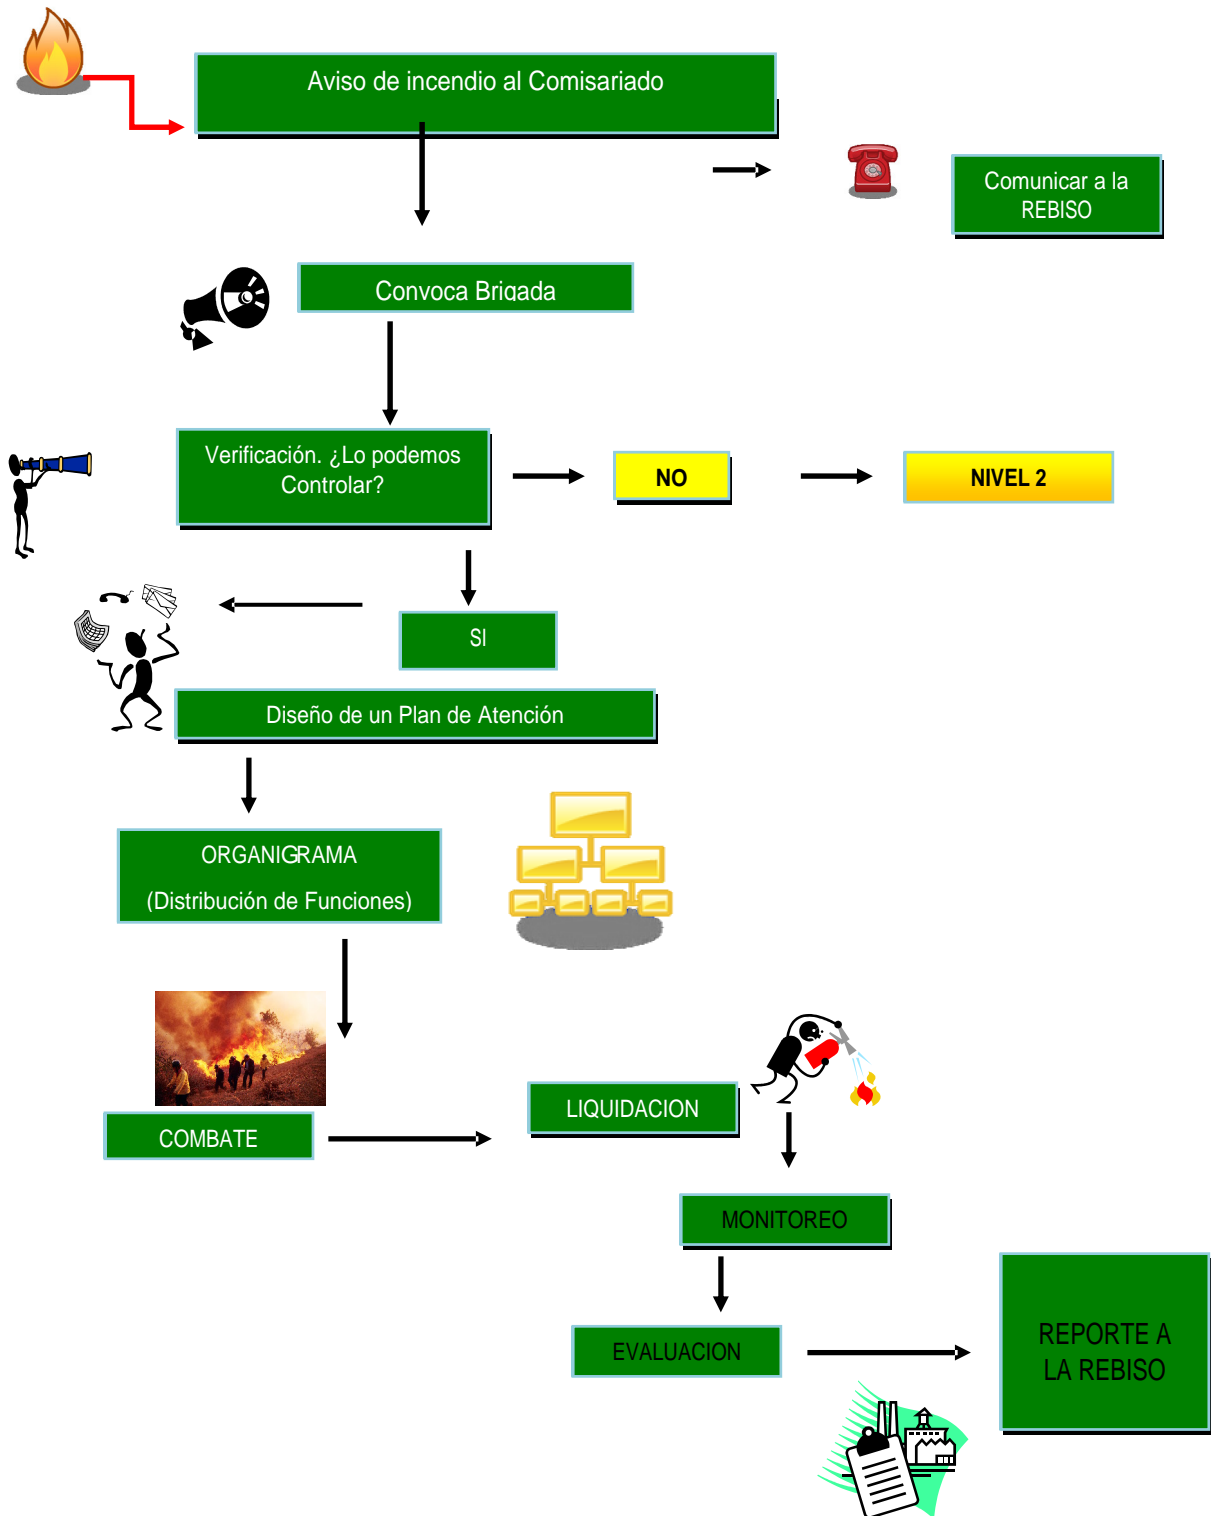 Aviso de incendio al Comisariado
Comunicar a la
REBISO
Convoca Brigada
Verificación. ¿Lo podemos
Controlar?
NO
NIVEL 2
SI
Diseño de un Plan de Atención
ORGANIGRAMA
(Distribución de Funciones)
COMBATE
LIQUIDACION
MONITOREO
EVALUACION
REPORTE A
LA REBISO